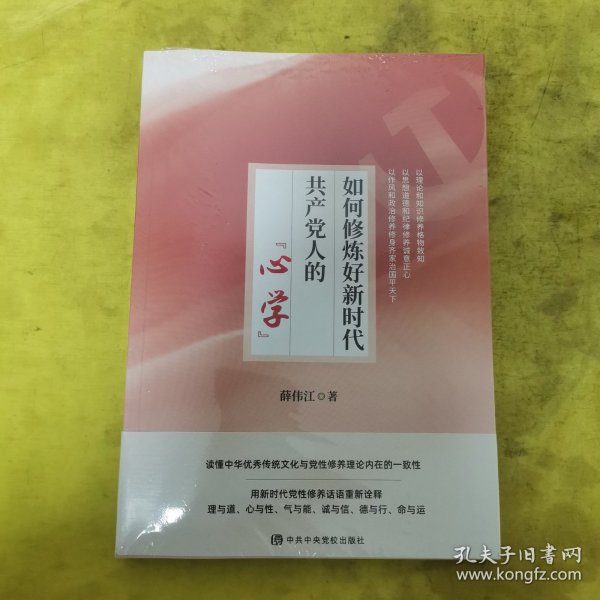 以理论和知识修养格物致知
以思想道德和纪律修养诚意正心
以作风和政治修养修身齐家治国平天下
如何修炼好新时代
共产党人的
『心学』
薛伟江 著
读懂中华优秀传统文化与党性修养理论内在的一致性
用新时代党性修养话语重新诠释
理与道、心与性、气与能、诚与信、德与行、命与运
中共中央党校出版社
孔夫子旧书网
www.kongfz.com